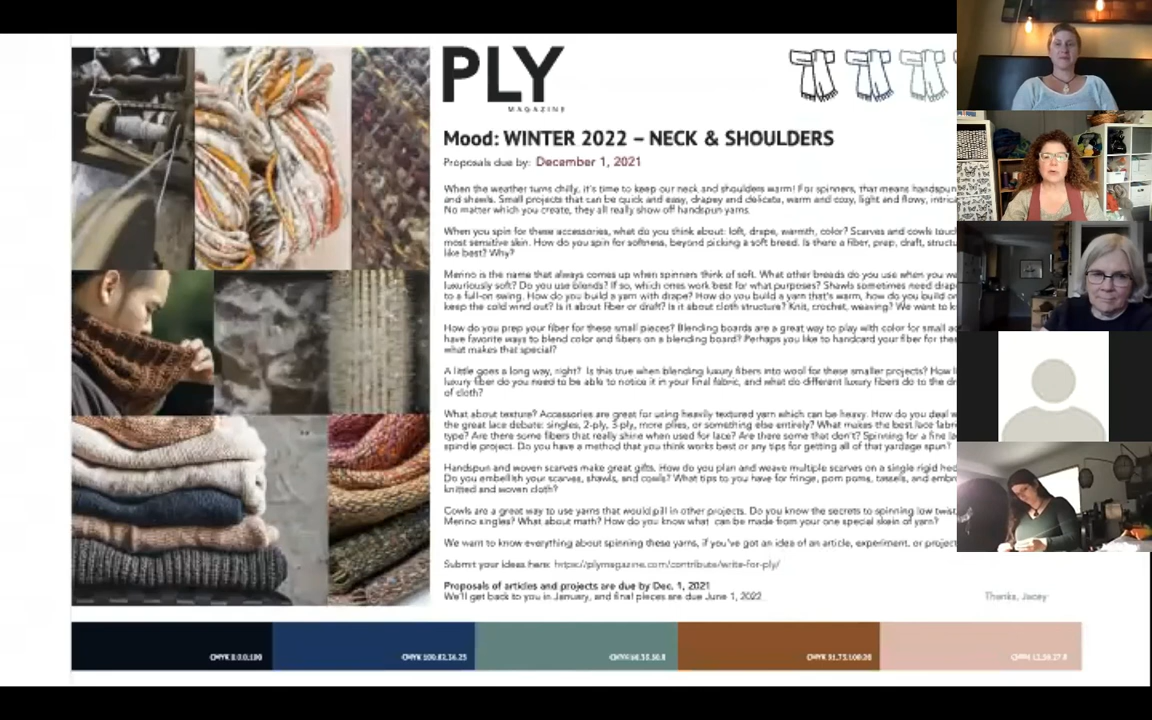 PLY
MAGAZINE
Mood: WINTER 2022 – NECK & SHOULDERS
Proposals due by: December 1, 2021
When the weather turns chilly, it's time to keep our neck and shoulders warm! For spinners, that means handspun
and shawls. Small projects that can be quick and easy, drapey and delicate, warm and cozy, light and flowy,
No matter which you create, they all really show off handspun yarns.
When you spin for these accessories, what do you think about: loft, drape, warmth, color? Scarves and cowls
most sensitive skin. How do you spin for softness, beyond picking a soft breed. Is there a fiber, prep, draft,
like best? Why?
Merino is the name that always comes up when spinners think of soft. What other breeds do you use when you
luxuriously soft? Do you use blends? If so, which ones work best for what purposes? Shawls sometimes need
to a full-on swing. How do you build a yarn with drape? How do you build a yarn that's warm, how do you build
keep the cold wind out? Is it about fiber or draft? Is it about cloth structure? Knit, crochet, weaving? We want to
How do you prep your fiber for these small pieces? Blending boards are a great way to play with color for small
have favorite ways to blend color and fibers on a blending board? Perhaps you like to handcard your fiber for
what makes that special?
A little goes a long way, right? Is this true when blending luxury fibers into wool for these smaller projects? How
luxury fiber do you need to be able to notice it in your final fabric, and what do different luxury fibers do to the
of cloth?
What about texture? Accessories are great for using heavily textured yarn which can be heavy. How do you deal
the great lace debate: singles, 2-ply, 3-ply, more plies, or something else entirely? What makes the best lace
type? Are there some fibers that really shine when used for lace? Are there some that don't? Spinning for a fine
spindle project. Do you have a method that you think works best or any tips for getting all of that yardage spun?
Handspun and woven scarves make great gifts. How do you plan and weave multiple scarves on a single rigid
Do you embellish your scarves, shawls, and cowls? What tips to you have for fringe, pom poms, tassels, and
knitted and woven cloth?
Cowls are a great way to use yarns that would pill in other projects. Do you know the secrets to spinning low
Merino singles? What about math? How do you know what can be made from your one special skein of yarn?
We want to know everything about spinning these yarns, if you've got an idea of an article, experiment, or
Submit your ideas here: https://plymagazine.com/contribute/write-for-ply/
Proposals of articles and projects are due by Dec. 1, 2021
We'll get back to you in January, and final pieces are due June 1, 2022
Thanks, Jacey
CMYK
CMYK
CMYK
CMYK
CMYK